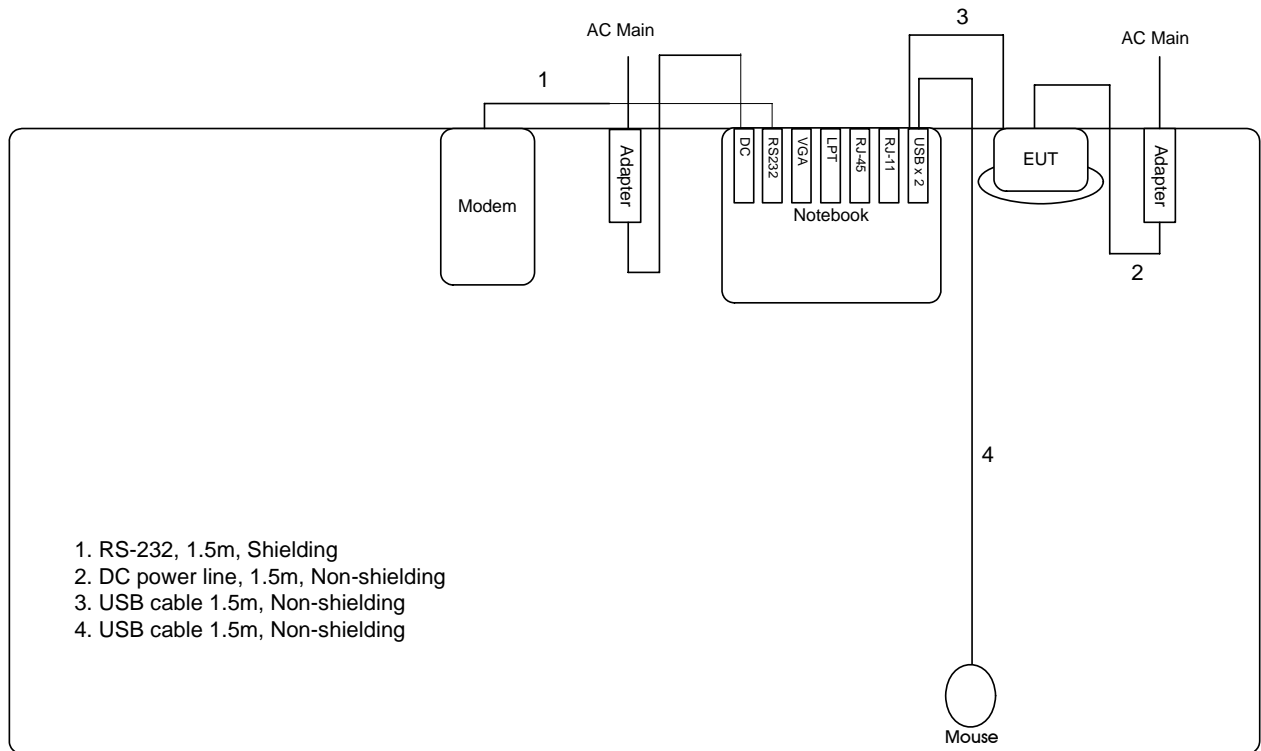 3
AC Main
AC Main
1
DC
RS232
VGA
LPT
RJ-45
RJ-11
USB x 2
Adapter
EUT
Adapter
Modem
Notebook
2
4
1. RS-232, 1.5m, Shielding
2. DC power line, 1.5m, Non-shielding
3. USB cable 1.5m, Non-shielding
4. USB cable 1.5m, Non-shielding
Mouse